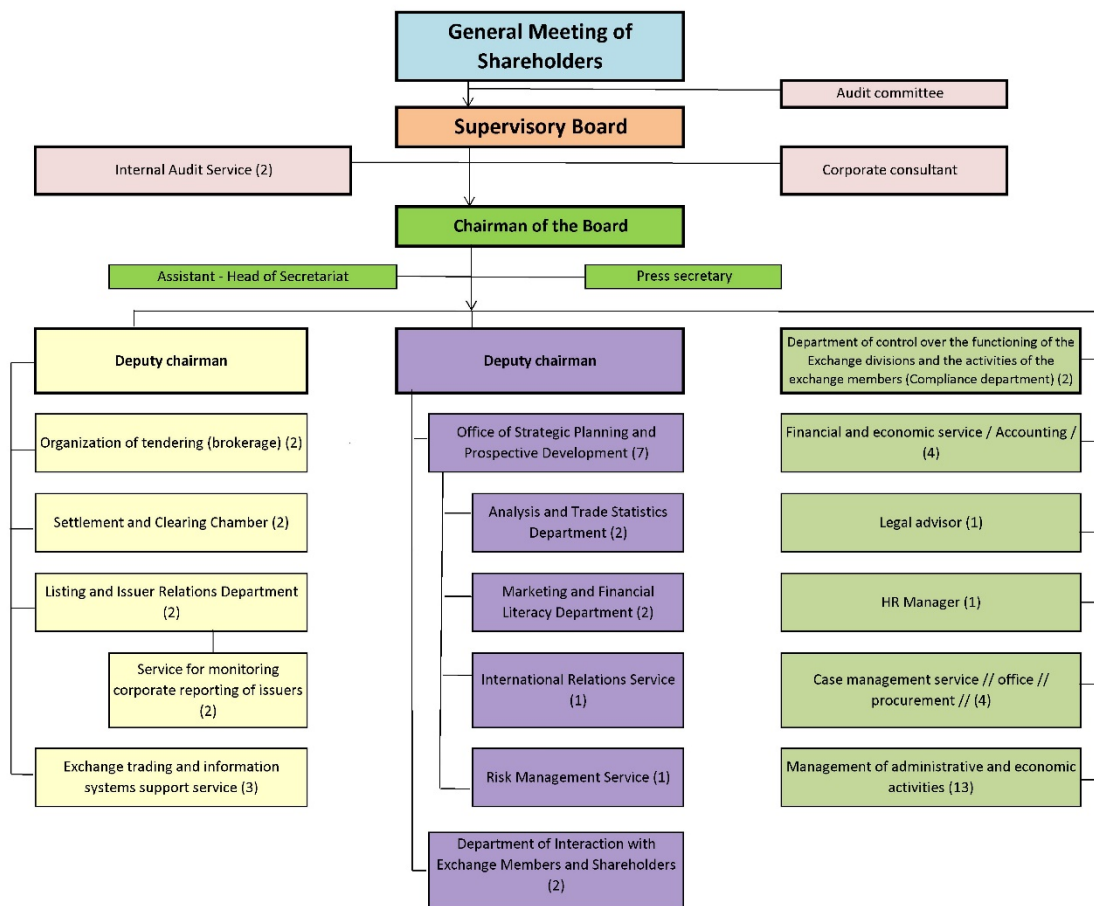 General Meeting of
Shareholders
Audit committee
Supervisory Board
Internal Audit Service (2)
Corporate consultant
Chairman of the Board
Assistant - Head of Secretariat
Press secretary
Deputy chairman
Organization of tendering (brokerage) (2)
Settlement and Clearing Chamber (2)
Listing and Issuer Relations Department
(2)
Service for monitoring
corporate reporting of issuers
(2)
Exchange trading and information
systems support service (3)
Deputy chairman
Office of Strategic Planning and
Prospective Development (7)
Analysis and Trade Statistics
Department (2)
Marketing and Financial
Literacy Department (2)
International Relations Service
(1)
Risk Management Service (1)
Department of Interaction with
Exchange Members and Shareholders
(2)
Department of control over the functioning of the
Exchange divisions and the activities of the
exchange members (Compliance department) (2)
Financial and economic service / Accounting /
(4)
Legal advisor (1)
HR Manager (1)
Case management service // office //
procurement // (4)
Management of administrative and economic
activities (13)